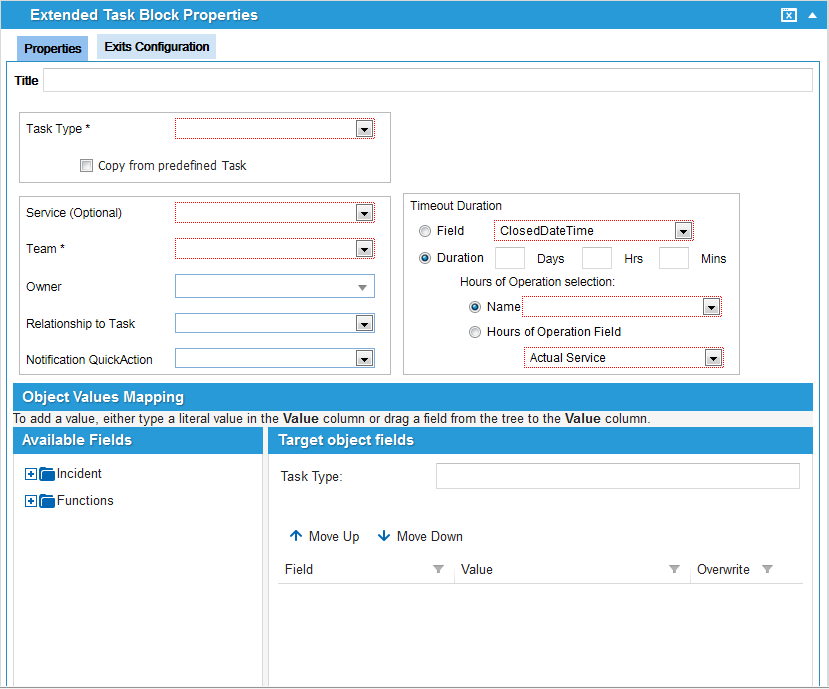 Extended Task Block Properties
Properties
Exits Configuration
Title
Task Type *
Copy from predefined Task
Service (Optional)
Team *
Owner
Relationship to Task
Notification QuickAction
Timeout Duration
Field ClosedDateTime
Duration Days Hrs Mins
Hours of Operation selection:
Name
Hours of Operation Field
Actual Service
Object Values Mapping
To add a value, either type a literal value in the Value column or drag a field from the tree to the Value column.
Available Fields
Incident
Functions
Target object fields
Task Type:
Move Up Move Down
Field Value Overwrite